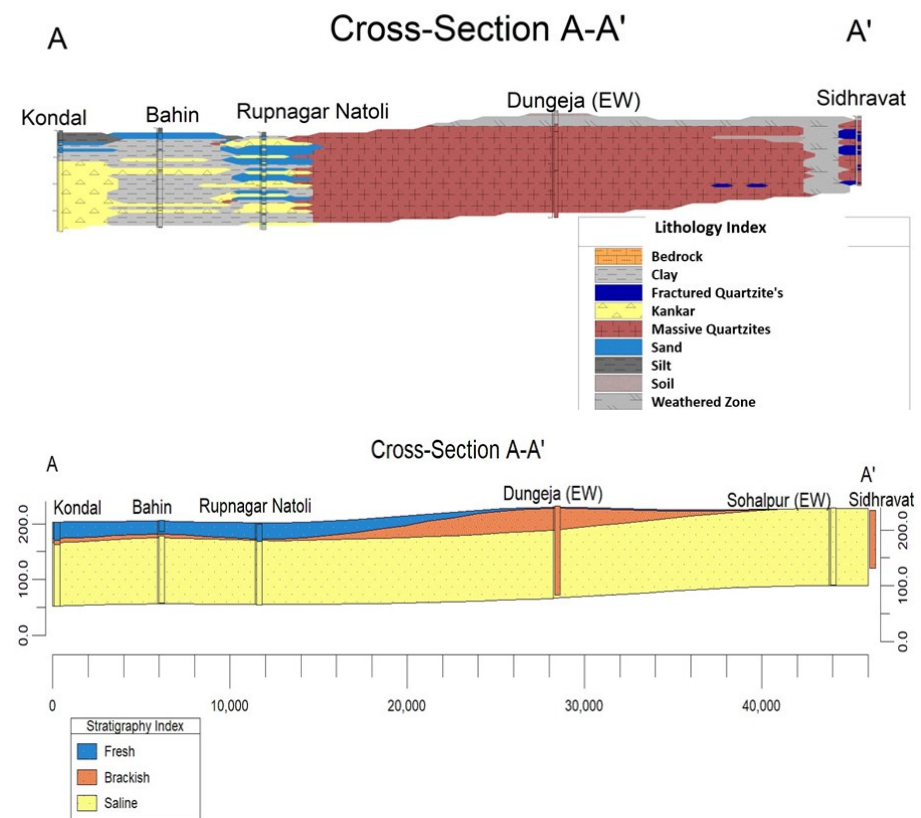 A Cross-Section A-A' A'
Kondal Bahin Rupnagar Natoli Dungeja (EW) Sidhravat
Lithology Index
Bedrock
Clay
Fractured Quartzite's
Kankar
Massive Quartzites
Sand
Silt
Soil
Weathered Zone
Cross-Section A-A'
A A'
Kondal Bahin Rupnagar Natoli Dungeja (EW) Sohalpur (EW) Sidhravat
200.0 200.0
100.0 100.0
0.0 0.0
0 10,000 20,000 30,000 40,000
Stratigraphy Index
Fresh
Brackish
Saline